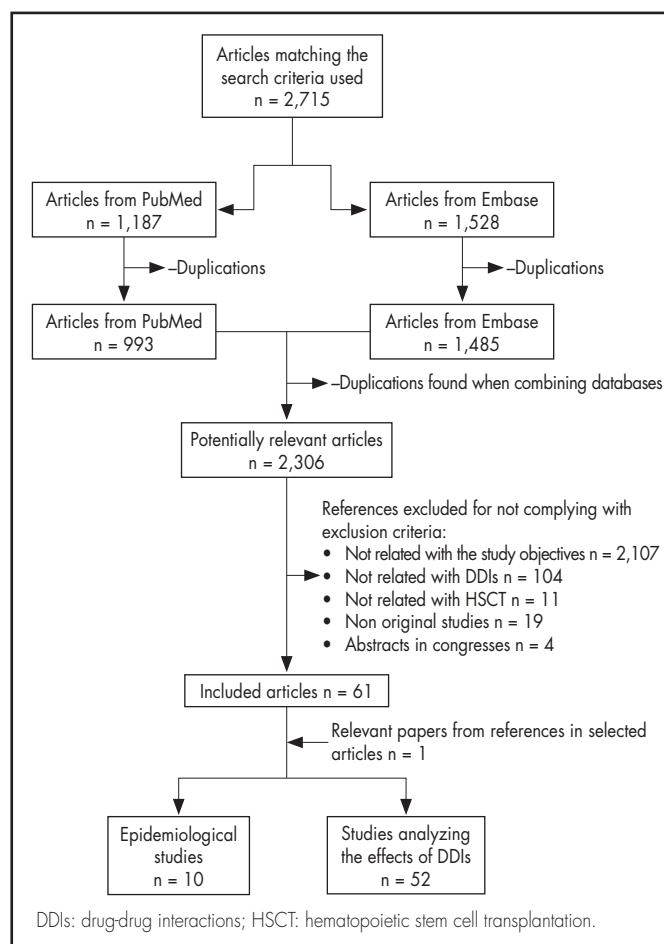 Articles matching the
search criteria used
n = 2,715
Articles from PubMed
n = 1,187
Articles from Embase
n = 1,528
–Duplications
–Duplications
Articles from PubMed
n = 993
Articles from Embase
n = 1,485
–Duplications found when combining databases
Potentially relevant articles
n = 2,306
References excluded for not complying with
exclusion criteria:
• Not related with the study objectives n = 2,107
• Not related with DDIs n = 104
• Not related with HSCT n = 11
• Non original studies n = 19
• Abstracts in congresses n = 4
Included articles n = 61
Relevant papers from references in selected
articles n = 1
Epidemiological
studies
n = 10
Studies analyzing
the effects of DDIs
n = 52
DDIs: drug-drug interactions; HSCT: hematopoietic stem cell transplantation.